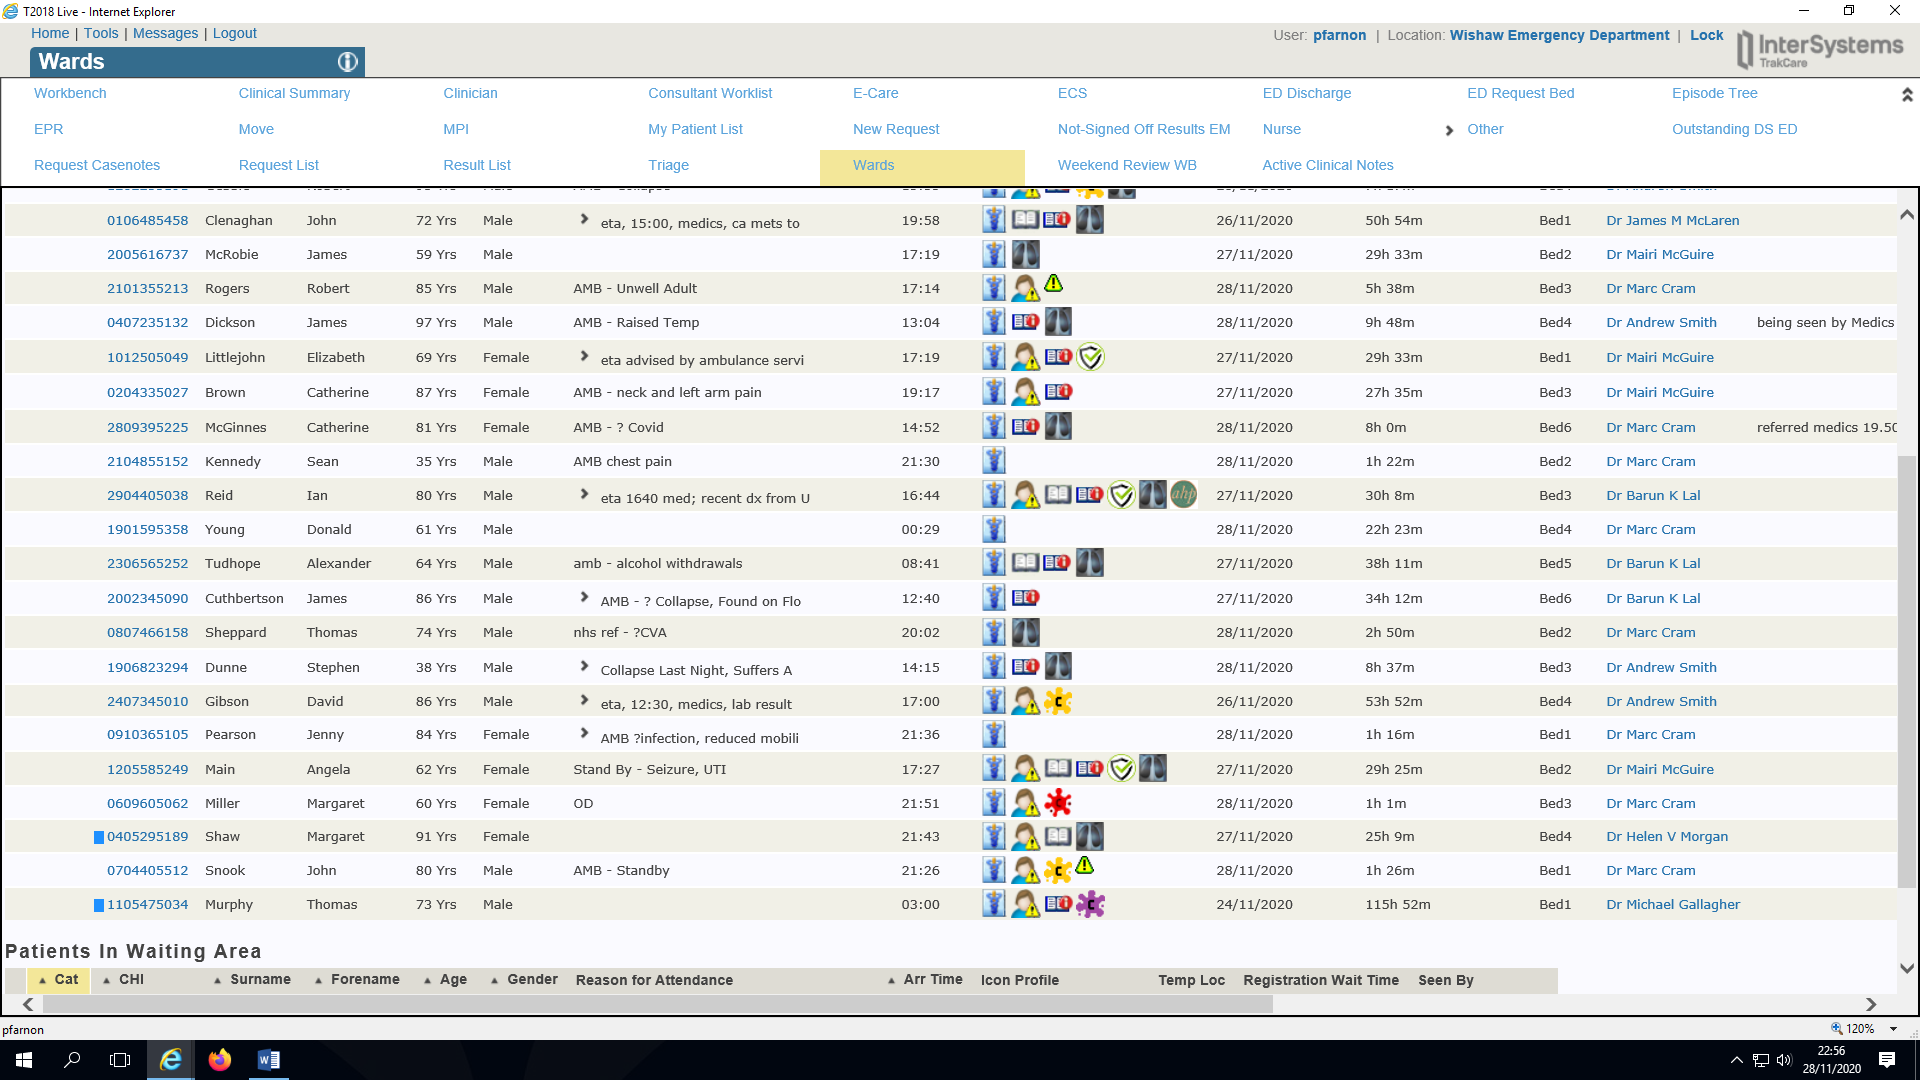 T2018 Live - Internet Explorer
Home | Tools | Messages | Logout
User: pfarnon | Location: Wishaw Emergency Department | Lock
InterSystems
TrakCare
Wards
Workbench Clinical Summary Clinician Consultant Worklist E-Care ECS ED Discharge ED Request Bed Episode Tree
EPR Move MPI My Patient List New Request Not-Signed Off Results EM Nurse Other Outstanding DS ED
Request Casenotes Request List Result List Triage Wards Weekend Review WB Active Clinical Notes
0106485458 Clenaghan John 72 Yrs Male eta, 15:00, medics, ca mets to 19:58 26/11/2020 50h 54m Bed1 Dr James M McLaren
2005616737 McRobie James 59 Yrs Male 17:19 27/11/2020 29h 33m Bed2 Dr Mairi McGuire
2101355213 Rogers Robert 85 Yrs Male AMB - Unwell Adult 17:14 28/11/2020 5h 38m Bed3 Dr Marc Cram
0407235132 Dickson James 97 Yrs Male AMB - Raised Temp 13:04 28/11/2020 9h 48m Bed4 Dr Andrew Smith being seen by Medics
1012505049 Littlejohn Elizabeth 69 Yrs Female eta advised by ambulance servi 17:19 27/11/2020 29h 33m Bed1 Dr Mairi McGuire
0204335027 Brown Catherine 87 Yrs Female AMB - neck and left arm pain 19:17 27/11/2020 27h 35m Bed3 Dr Mairi McGuire
2809395225 McGinnes Catherine 81 Yrs Female AMB - ? Covid 14:52 28/11/2020 8h 0m Bed6 Dr Marc Cram referred medics 19.50
2104855152 Kennedy Sean 35 Yrs Male AMB chest pain 21:30 28/11/2020 1h 22m Bed2 Dr Marc Cram
2904405038 Reid Ian 80 Yrs Male eta 1640 med; recent dx from U 16:44 ahp 27/11/2020 30h 8m Bed3 Dr Barun K Lal
1901595358 Young Donald 61 Yrs Male 00:29 28/11/2020 22h 23m Bed4 Dr Marc Cram
2306565252 Tudhope Alexander 64 Yrs Male amb - alcohol withdrawals 08:41 27/11/2020 38h 11m Bed5 Dr Barun K Lal
2002345090 Cuthbertson James 86 Yrs Male AMB - ? Collapse, Found on Flo 12:40 27/11/2020 34h 12m Bed6 Dr Barun K Lal
0807466158 Sheppard Thomas 74 Yrs Male nhs ref - ?CVA 20:02 28/11/2020 2h 50m Bed2 Dr Marc Cram
1906823294 Dunne Stephen 38 Yrs Male Collapse Last Night, Suffers A 14:15 28/11/2020 8h 37m Bed3 Dr Andrew Smith
2407345010 Gibson David 86 Yrs Male eta, 12:30, medics, lab result 17:00 C 26/11/2020 53h 52m Bed4 Dr Andrew Smith
0910365105 Pearson Jenny 84 Yrs Female AMB ?infection, reduced mobili 21:36 28/11/2020 1h 16m Bed1 Dr Marc Cram
1205585249 Main Angela 62 Yrs Female Stand By - Seizure, UTI 17:27 27/11/2020 29h 25m Bed2 Dr Mairi McGuire
0609605062 Miller Margaret 60 Yrs Female OD 21:51 C 28/11/2020 1h 1m Bed3 Dr Marc Cram
0405295189 Shaw Margaret 91 Yrs Female 21:43 27/11/2020 25h 9m Bed4 Dr Helen V Morgan
0704405512 Snook John 80 Yrs Male AMB - Standby 21:26 C 28/11/2020 1h 26m Bed1 Dr Marc Cram
1105475034 Murphy Thomas 73 Yrs Male 03:00 C 24/11/2020 115h 52m Bed1 Dr Michael Gallagher
Patients In Waiting Area
Cat CHI Surname Forename Age Gender Reason for Attendance Arr Time Icon Profile Temp Loc Registration Wait Time Seen By
pfarnon
120%
22:56
28/11/2020